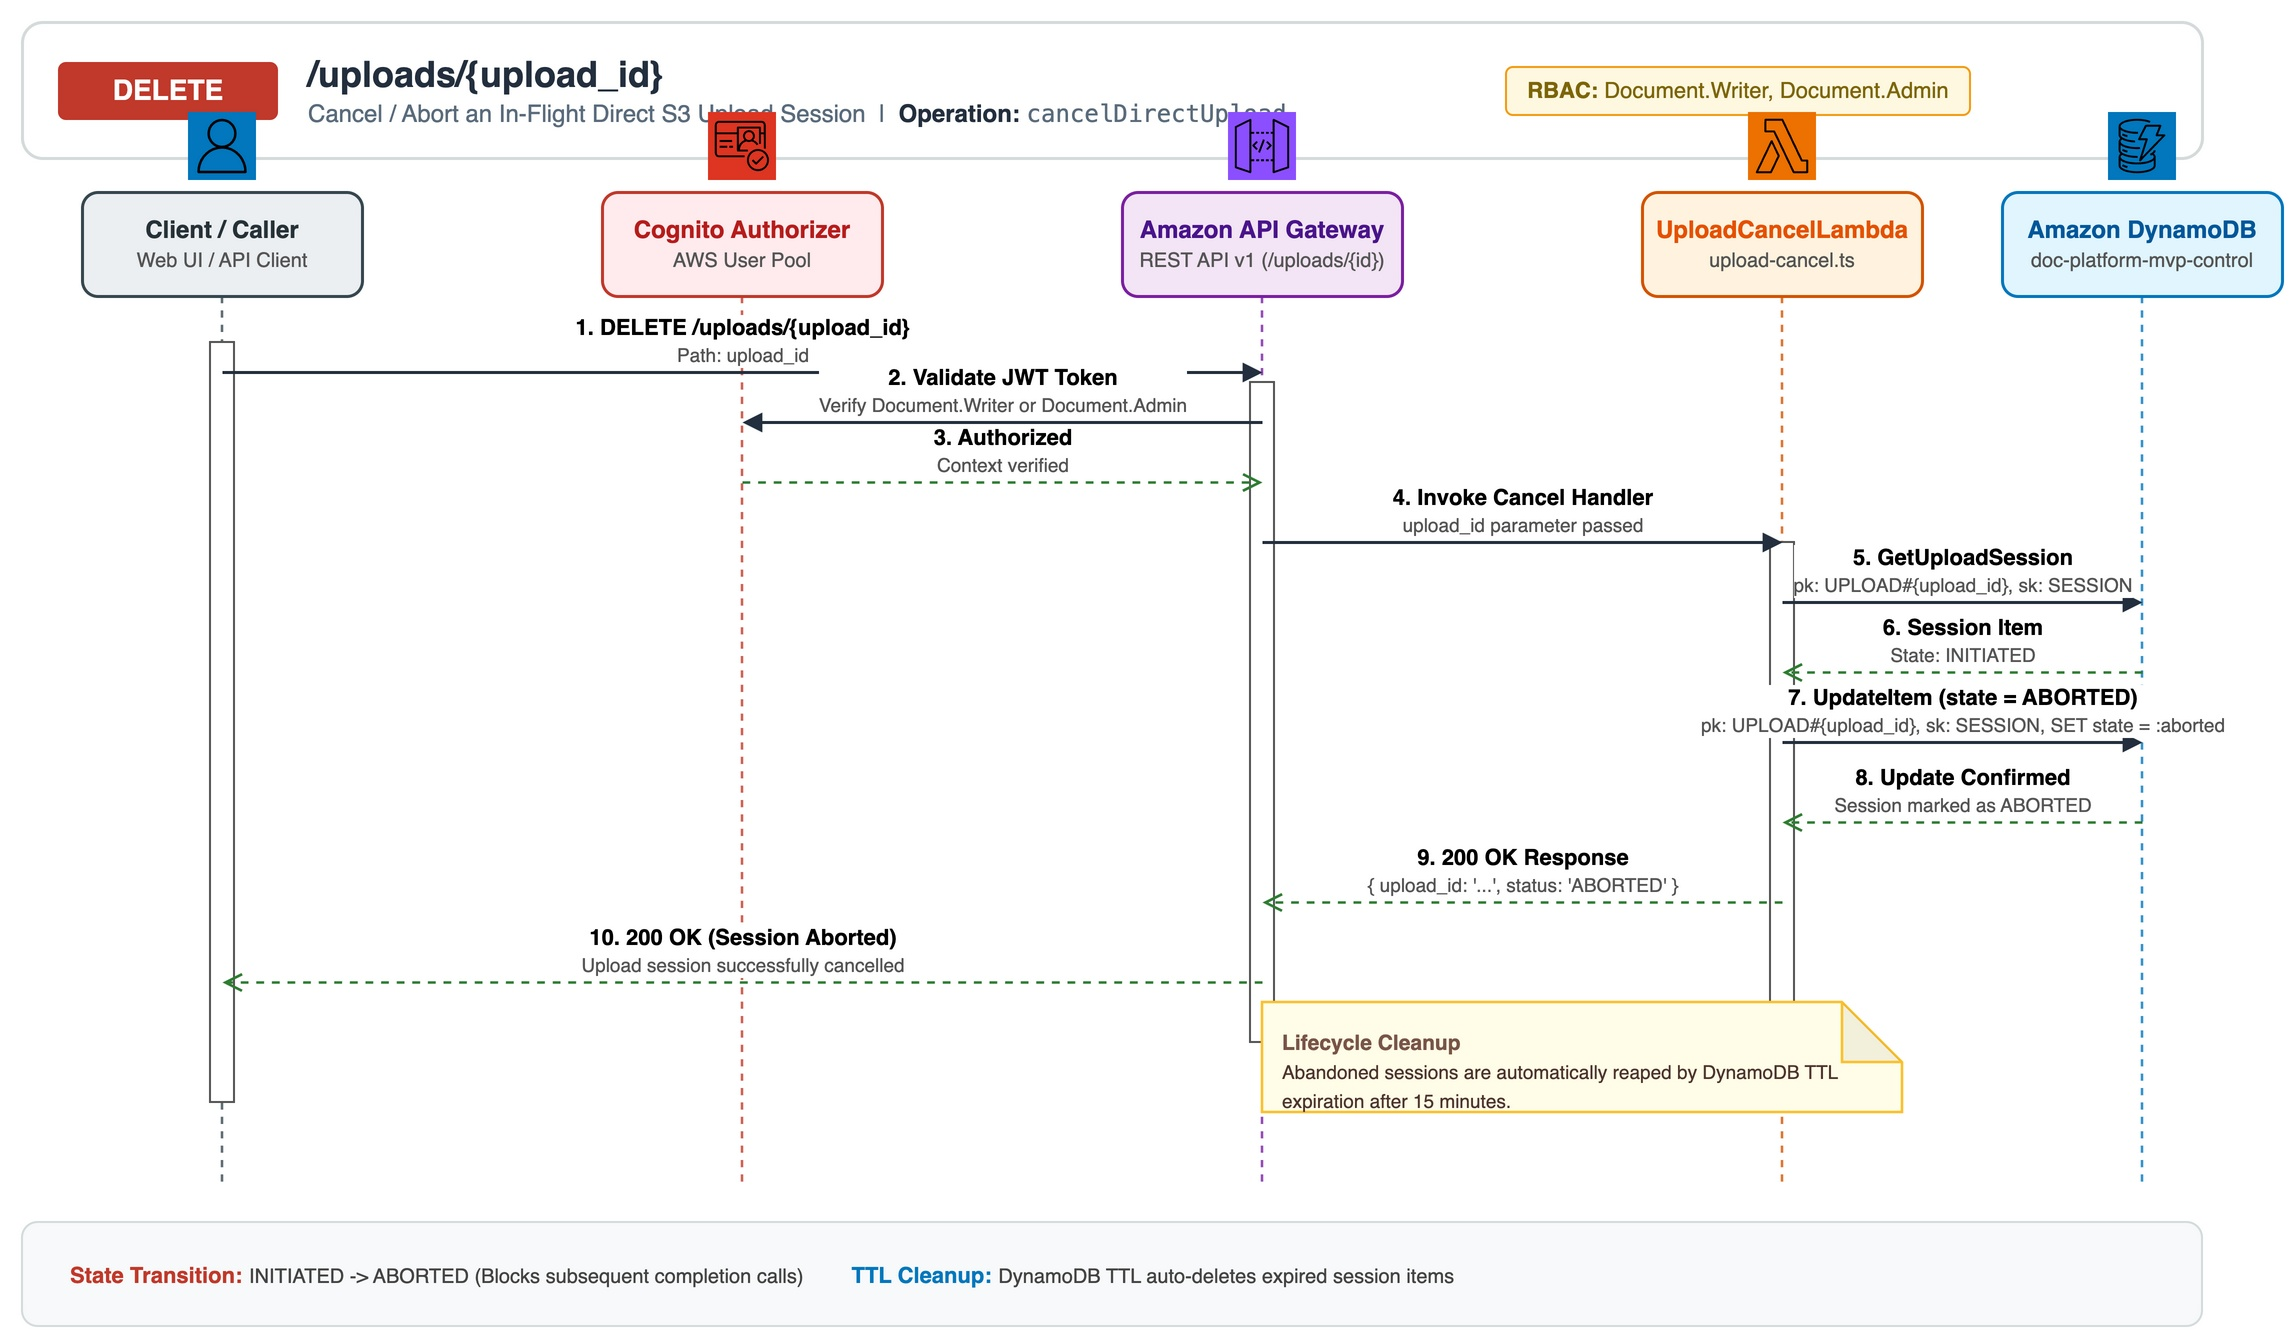 DELETE
/uploads/{upload_id}
Cancel / Abort an In-Flight Direct S3 Upload Session | Operation: cancelDirectUpload
RBAC: Document.Writer, Document.Admin
Client / Caller
Web UI / API Client
Cognito Authorizer
AWS User Pool
Amazon API Gateway
REST API v1 (/uploads/{id})
UploadCancelLambda
upload-cancel.ts
Amazon DynamoDB
doc-platform-mvp-control
1. DELETE /uploads/{upload_id}
Path: upload_id
2. Validate JWT Token
Verify Document.Writer or Document.Admin
3. Authorized
Context verified
4. Invoke Cancel Handler
upload_id parameter passed
5. GetUploadSession
pk: UPLOAD#{upload_id}, sk: SESSION
6. Session Item
State: INITIATED
7. UpdateItem (state = ABORTED)
pk: UPLOAD#{upload_id}, sk: SESSION, SET state = :aborted
8. Update Confirmed
Session marked as ABORTED
9. 200 OK Response
{ upload_id: '...', status: 'ABORTED' }
10. 200 OK (Session Aborted)
Upload session successfully cancelled
Lifecycle Cleanup
Abandoned sessions are automatically reaped by DynamoDB TTL
expiration after 15 minutes.
State Transition: INITIATED -> ABORTED (Blocks subsequent completion calls)
TTL Cleanup: DynamoDB TTL auto-deletes expired session items